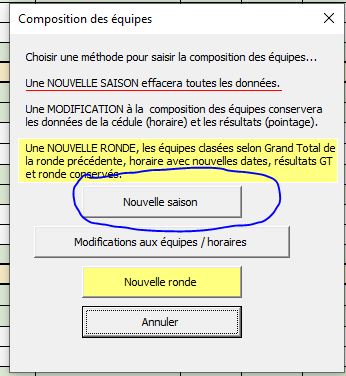 Composition des équipes
Choisir une méthode pour saisir la composition des équipes...
Une NOUVELLE SAISON effacera toutes les données.
Une MODIFICATION à la  composition des équipes conservera
les données de la cédule (horaire) et les résultats (pointage).
Une NOUVELLE RONDE, les équipes clasées selon Grand Total de
la ronde précédente, horaire avec nouvelles dates, résultats GT
et ronde conservés.
Nouvelle saison
Modifications aux équipes / horaires
Nouvelle ronde
Annuler